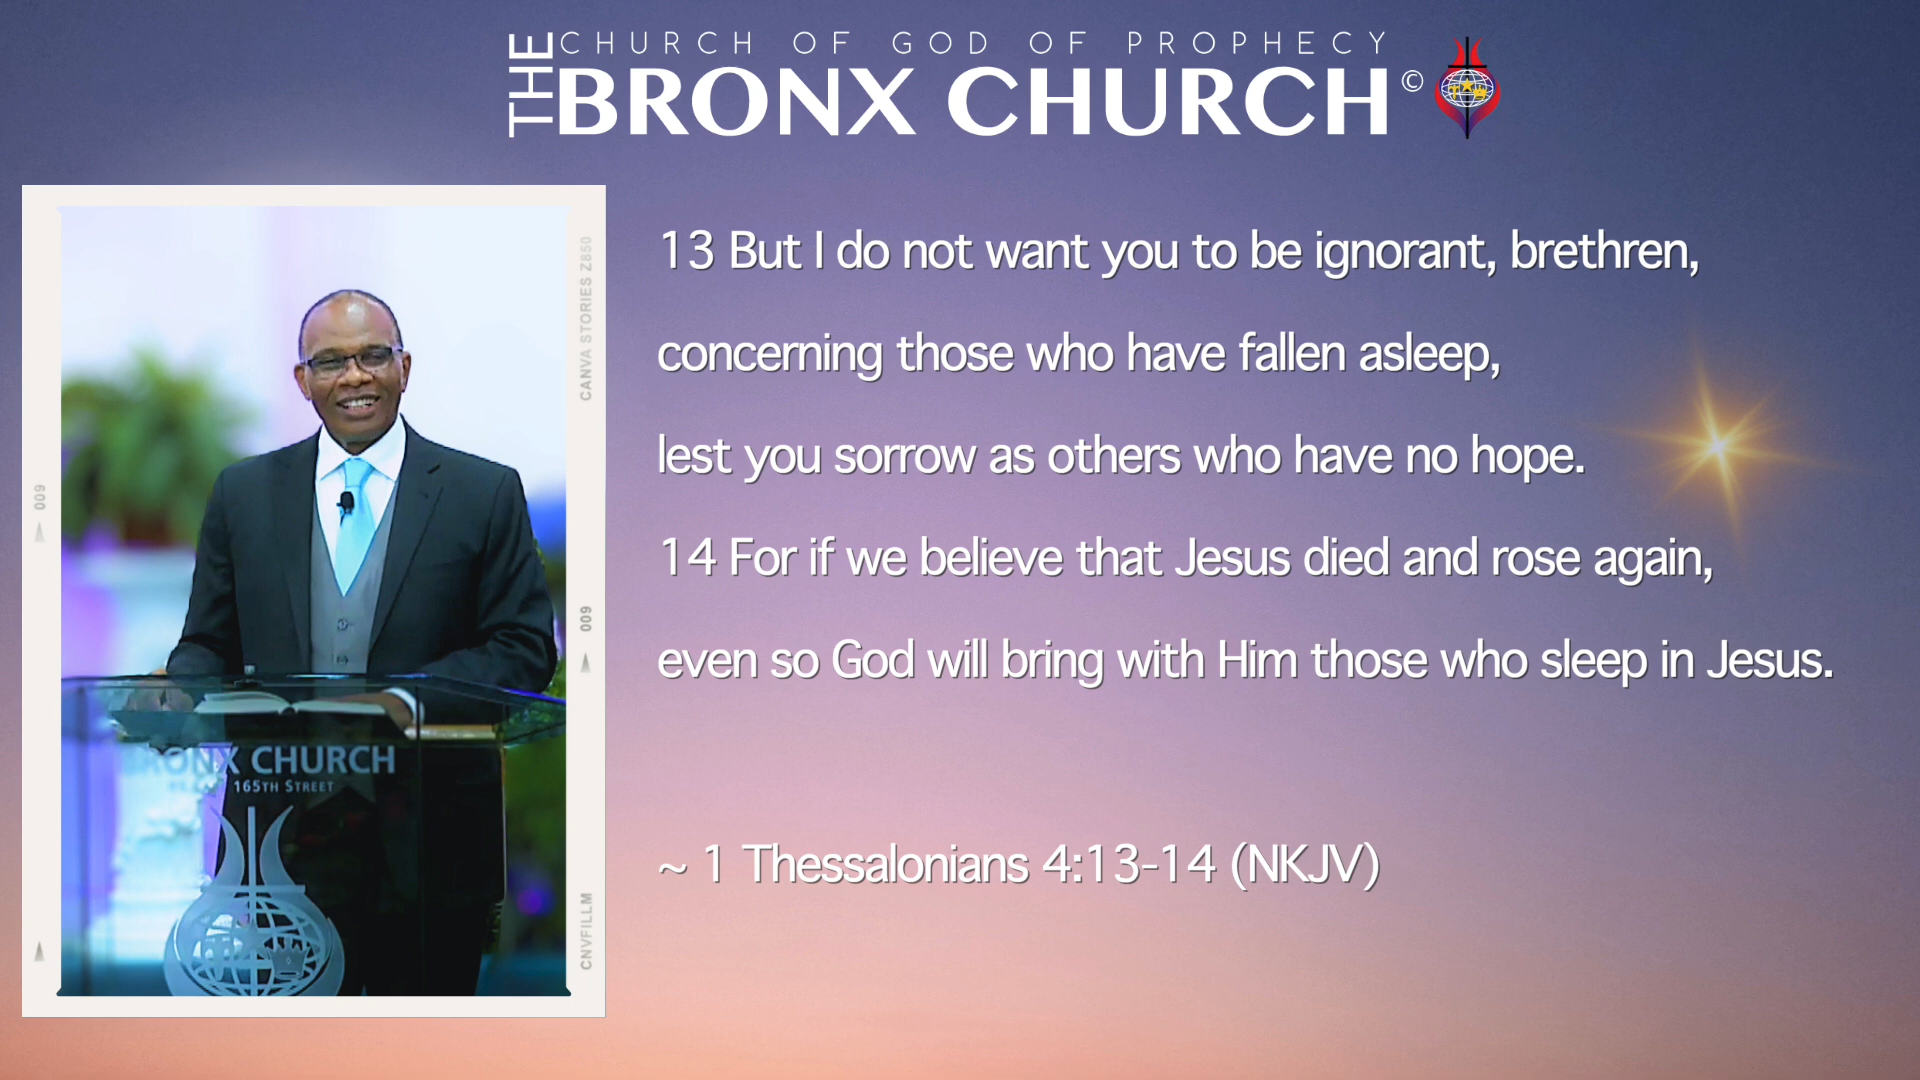 THE
CHURCH OF GOD OF PROPHECY
BRONX CHURCH©
13 But I do not want you to be ignorant, brethren,
concerning those who have fallen asleep,
lest you sorrow as others who have no hope.
14 For if we believe that Jesus died and rose again,
even so God will bring with Him those who sleep in Jesus.
~ 1 Thessalonians 4:13-14 (NKJV)
CANVA STORIES Z850
009
009
CNVFILLM
BRONX CHURCH
165TH STREET